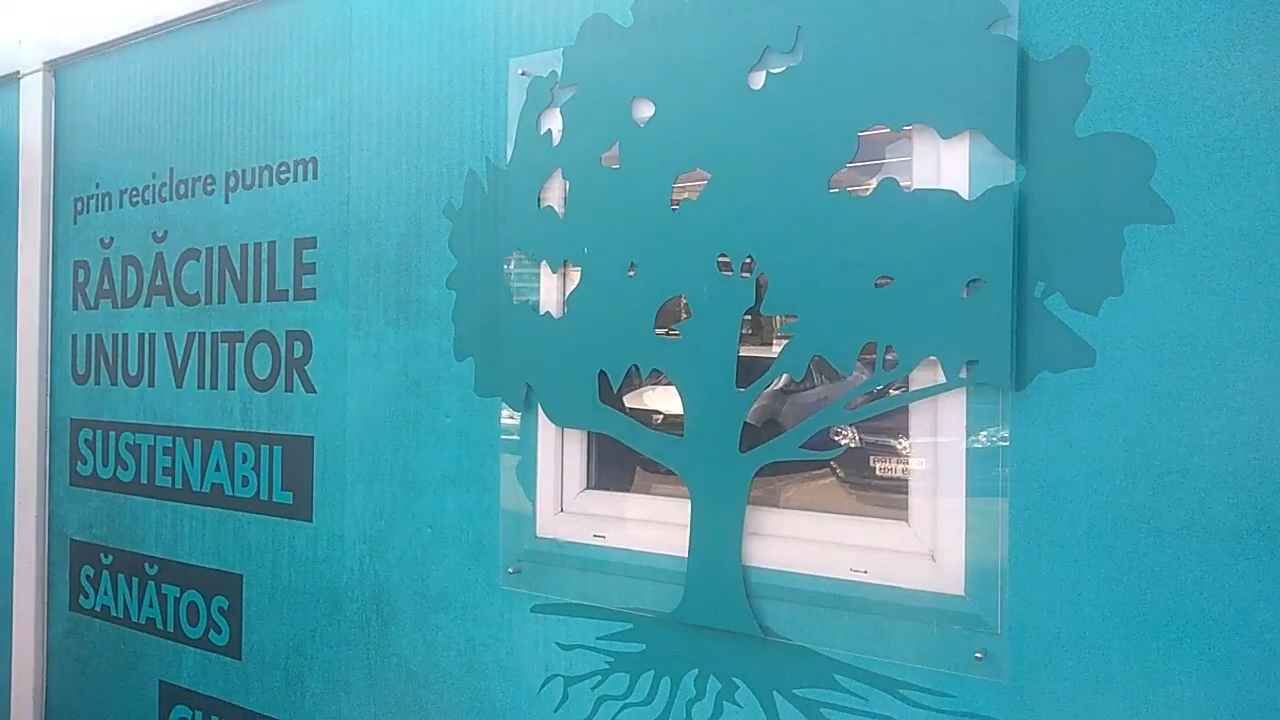 prin reciclare punem
RĂDĂCINILE
UNUI VIITOR
SUSTENABIL
SĂNĂTOS